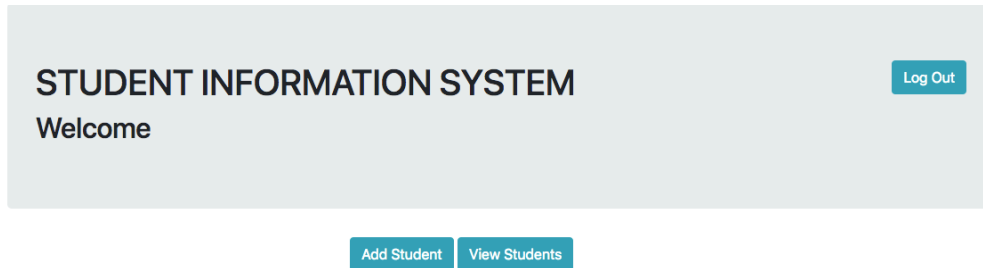 STUDENT INFORMATION SYSTEM
Log Out
Welcome
Add Student View Students